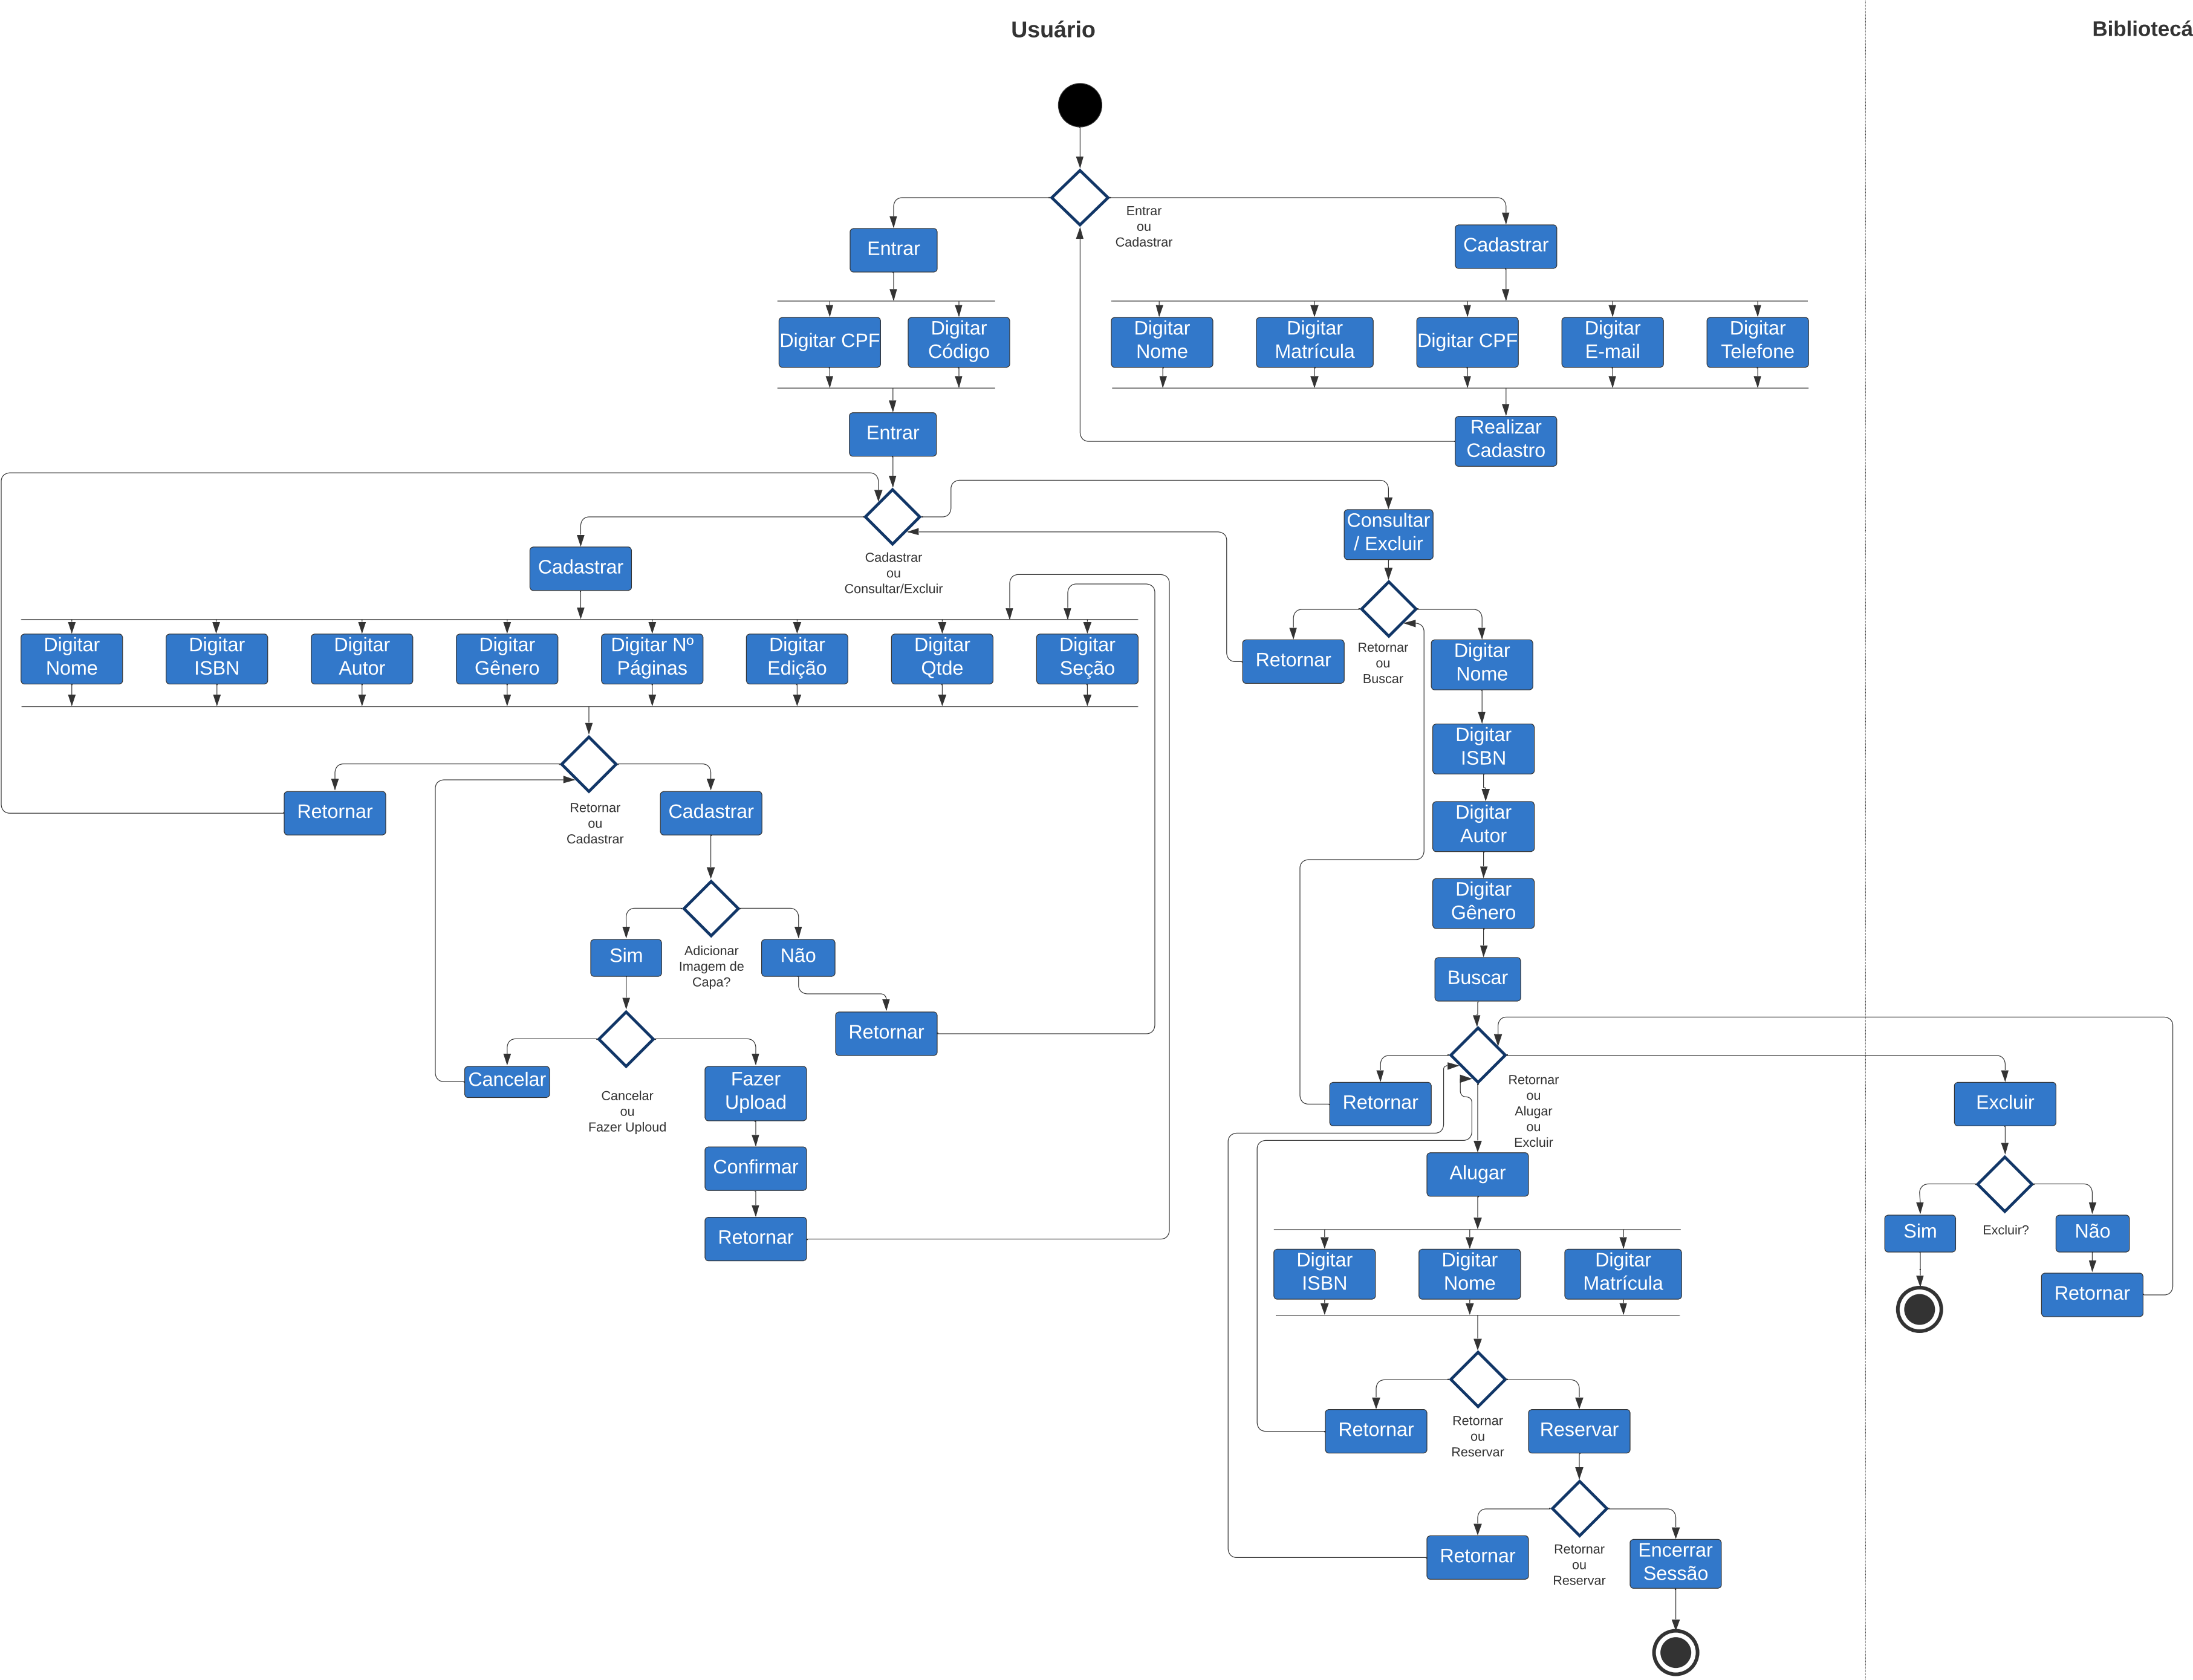 Usuário
Bibliotecá
Entrar
ou
Cadastrar
Entrar
Cadastrar
Digitar CPF
Digitar
Código
Digitar
Nome
Digitar
Matrícula
Digitar CPF
Digitar
E-mail
Digitar
Telefone
Entrar
Realizar
Cadastro
Cadastrar
ou
Consultar/Excluir
Consultar
/ Excluir
Cadastrar
Digitar
Nome
Digitar
ISBN
Digitar
Autor
Digitar
Gênero
Digitar Nº
Páginas
Digitar
Edição
Digitar
Qtde
Digitar
Seção
Retornar
Retornar
ou
Buscar
Digitar
Nome
Digitar
ISBN
Digitar
Autor
Digitar
Gênero
Buscar
Retornar
Retornar
ou
Cadastrar
Cadastrar
Sim
Adicionar
Imagem de
Capa?
Não
Retornar
Cancelar
Cancelar
ou
Fazer Uploud
Fazer
Upload
Confirmar
Retornar
Retornar
Retornar
ou
Alugar
ou
Excluir
Excluir
Alugar
Sim
Excluir?
Não
Retornar
Digitar
ISBN
Digitar
Nome
Digitar
Matrícula
Retornar
Retornar
ou
Reservar
Reservar
Retornar
Retornar
ou
Reservar
Encerrar
Sessão